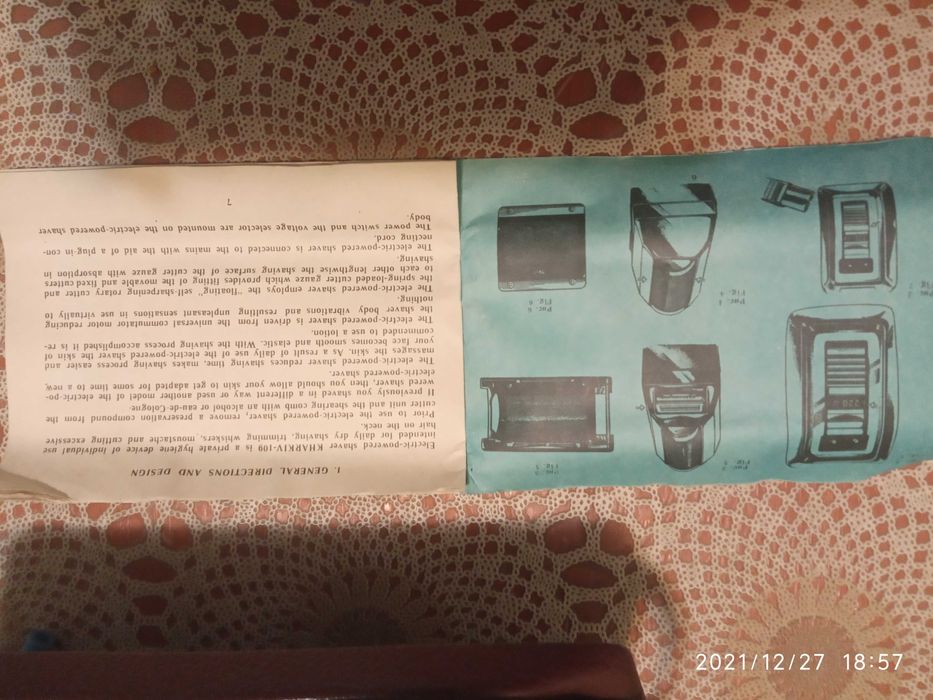 1. GENERAL DIRECTIONS AND DESIGN
Electric-powered shaver KHARKIV-109 is a private hygiene device of individual use
intended for daily dry shaving, trimming whiskers, moustache and cutting excessive
hair on the neck.
Prior to use the electric-powered shaver, remove a preservation compound from the
cutter unit and the shearing comb with an alcohol or eau-de-Cologne.
If previously you shaved in a different way or used another model of the electric-po-
wered shaver, then you should allow your skin to get adapted for some time to a new,
electric-powered shaver.
The electric-powered shaver reduces shaving time, makes shaving process easier and
massages the skin. As a result of daily use of the electric-powered shaver the skin of
your face becomes smooth and elastic. With the shaving process accomplished it is re-
commended to use a lotion.
The electric-powered shaver is driven from the universal commutator motor reducing
the shaver body vibrations and resulting unpleasant sensations in use virtually to
nothing.
The electric-powered shaver employs the "floating" self-sharpening rotary cutter and
the spring-loaded cutter gauze which provides fitting of the movable and fixed cutters
to each other lengthwise the shaving surface of the cutter gauze with absorption in
shaving.
The electric-powered shaver is connected to the mains with the aid of a plug-in con-
necting cord.
The power switch and the voltage selector are mounted on the electric-powered shaver
body.
7
Рис. 3
Fig. 3
Рис. 5
Fig. 5
220
Рис. 4
Fig. 4
6
Рис. 6
Fig. 6
2021/12/27 18:57